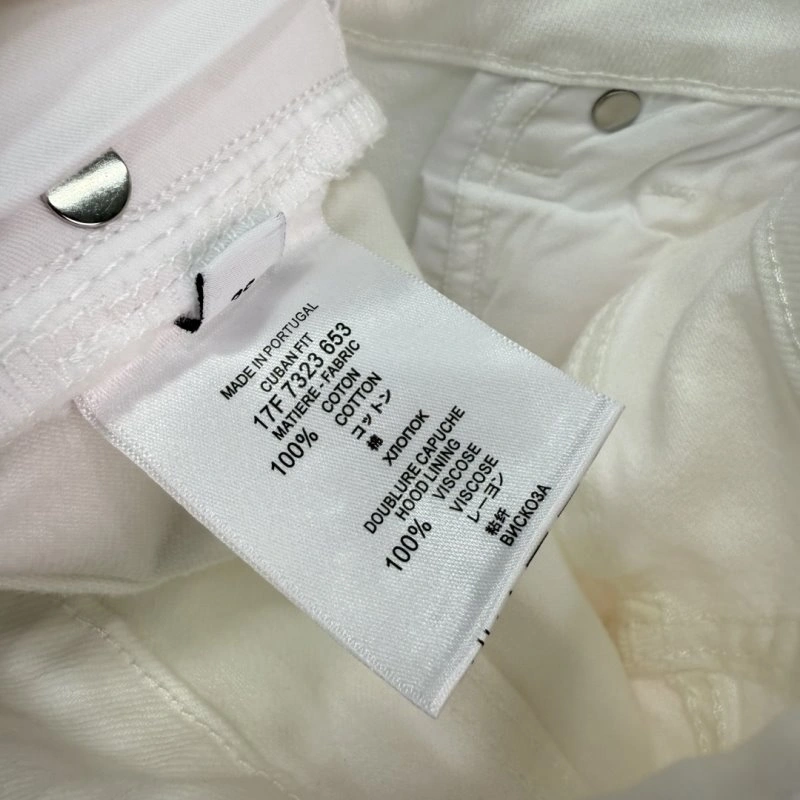 MADE IN PORTUGAL
CUBAN FIT
17F 7323 653
MATIERE - FABRIC
100% COTON
COTTON
コットン
棉
ХЛОПОК
DOUBLURE CAPUCHE
HOOD LINING
100% VISCOSE
VISCOSE
レーヨン
粘纤
ВИСКОЗА